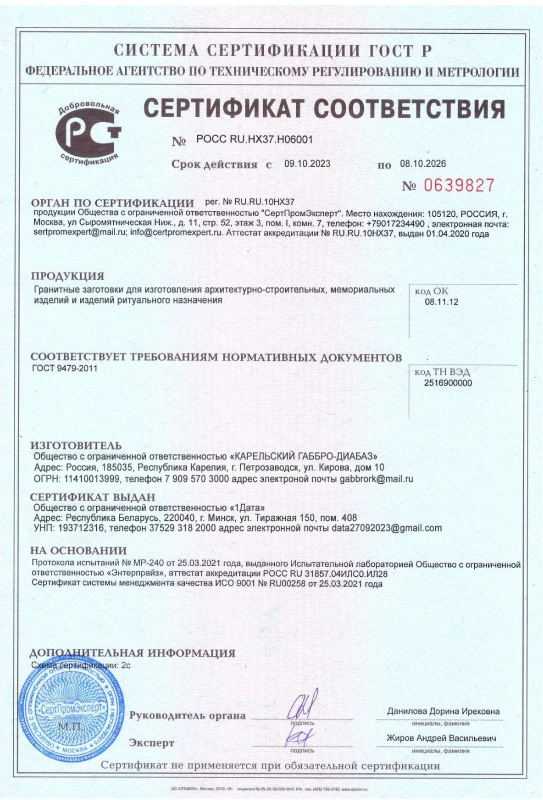 СИСТЕМА СЕРТИФИКАЦИИ ГОСТ Р
ФЕДЕРАЛЬНОЕ АГЕНТСТВО ПО ТЕХНИЧЕСКОМУ РЕГУЛИРОВАНИЮ И МЕТРОЛОГИИ
Добровольная
сертификация
СЕРТИФИКАТ СООТВЕТСТВИЯ
№ РОСС RU.НХ37.Н06001
Срок действия с 09.10.2023 по 08.10.2026
№ 0639827
ОРГАН ПО СЕРТИФИКАЦИИ рег. № RU.RU.10НХ37
продукции Общества с ограниченной ответственностью "СертПромЭксперт". Место нахождения: 105120, РОССИЯ, г.
Москва, ул Сыромятническая Ниж., д. 11, стр. 52, этаж 3, пом. I, комн. 7, телефон: +79017234490 , электронная почта:
sertpromexpert@mail.ru; info@certpromexpert.ru. Аттестат аккредитации № RU.RU.10НХ37, выдан 01.04.2020 года
ПРОДУКЦИЯ
Гранитные заготовки для изготовления архитектурно-строительных, мемориальных
изделий и изделий ритуального назначения
код ОК
08.11.12
СООТВЕТСТВУЕТ ТРЕБОВАНИЯМ НОРМАТИВНЫХ ДОКУМЕНТОВ
ГОСТ 9479-2011
код ТН ВЭД
2516900000
ИЗГОТОВИТЕЛЬ
Общество с ограниченной ответственностью «КАРЕЛЬСКИЙ ГАББРО-ДИАБАЗ»
Адрес: Россия, 185035, Республика Карелия, г. Петрозаводск, ул. Кирова, дом 10
ОГРН: 11410013999, телефон 7 909 570 3000 адрес электроной почты gabbrork@mail.ru
СЕРТИФИКАТ ВЫДАН
Общество с ограниченной ответственностью «1Дата»
Адрес: Республика Беларусь, 220040, г. Минск, ул. Тиражная 150, пом. 408
УНП: 193712316, телефон 37529 318 2000 адрес электронной почты data27092023@gmail.com
НА ОСНОВАНИИ
Протокола испытаний № МР-240 от 25.03.2021 года, выданного Испытательной лабораторией Общество с ограниченной
ответственностью «Энтерпрайз», аттестат аккредитации РОСС RU 31857.04ИЛС0.ИЛ28
Сертификат системы менеджмента качества ИСО 9001 № RU00258 от 25.03.2021 года
ДОПОЛНИТЕЛЬНАЯ ИНФОРМАЦИЯ
Схема сертификации: 2с
«СертПромЭксперт»
М.П.
МОСКВА
Руководитель органа
подпись
Данилова Дорина Ирековна
инициалы, фамилия
Эксперт
подпись
Жиров Андрей Васильевич
инициалы, фамилия
Сертификат не применяется при обязательной сертификации